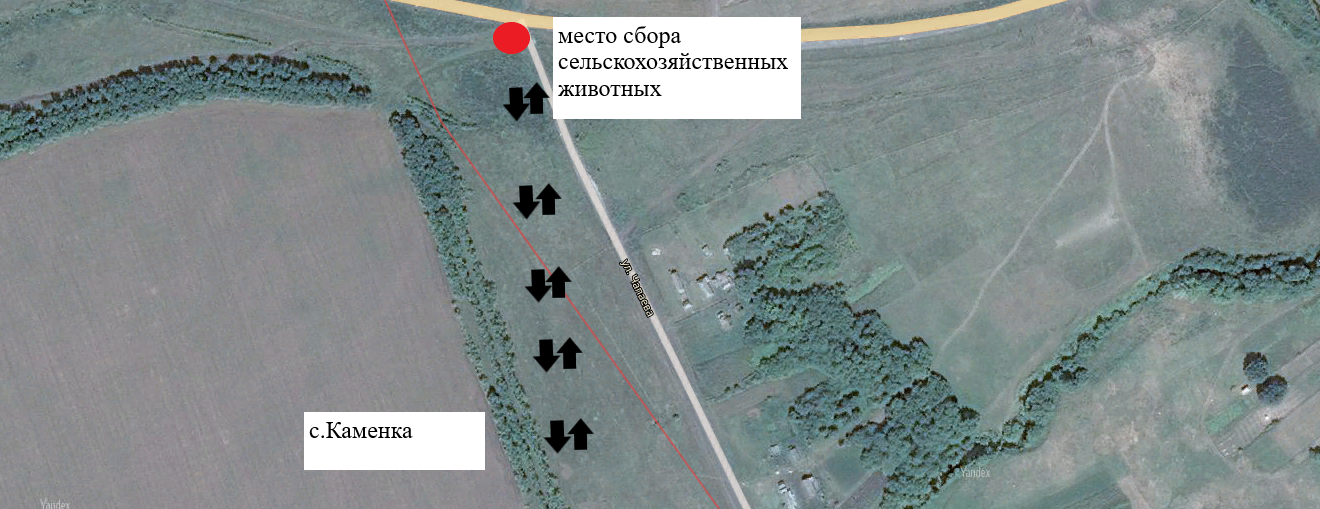 место сбора
сельскохозяйственных
животных
ул. Чапаева
с.Каменка
Yandex
Yandex